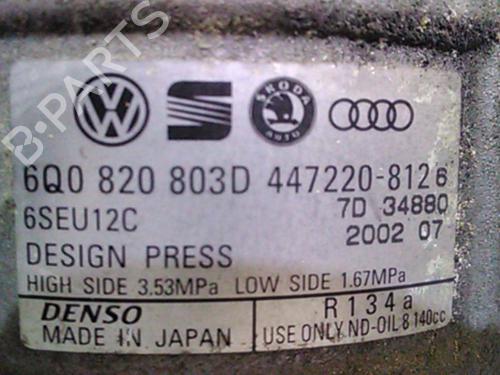 B-PARTS
ŠKODA
AUTO
6Q0 820 803D 447220-8126
6SEU12C 7D 34880
DESIGN PRESS 2002 07
HIGH SIDE 3.53MPa LOW SIDE 1.67MPa
DENSO R134a
MADE IN JAPAN USE ONLY ND-OIL 8 140cc